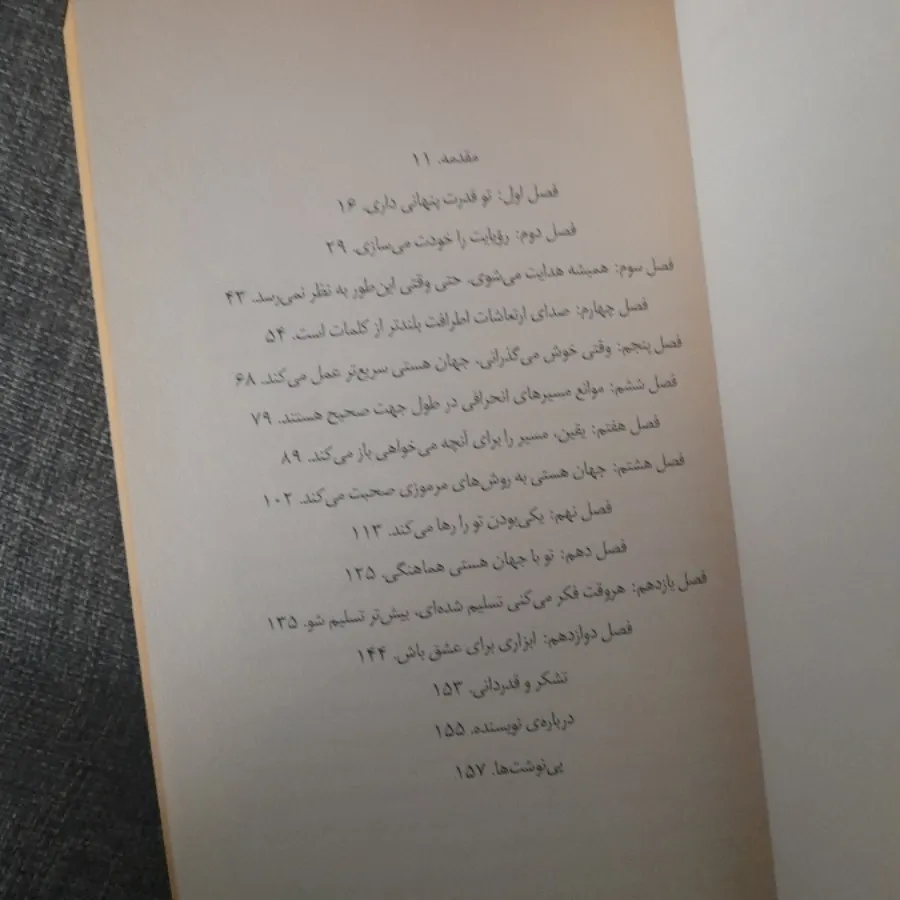 مقدمه. ۱۱
فصل اول: تو قدرت پنهانی داری. ۱۶
فصل دوم: رؤیایت را خودت می‌سازی. ۲۹
فصل سوم: همیشه هدایت می‌شوی. حتی وقتی این‌طور به نظر نمی‌رسد. ۴۳
فصل چهارم: صدای ارتعاشات اطرافت بلندتر از کلمات است. ۵۴
فصل پنجم: وقتی خوش می‌گذرانی، جهان هستی سریع‌تر عمل می‌کند. ۶۸
فصل ششم: موانع مسیرهای انحرافی در طول جهت صحیح هستند. ۷۹
فصل هفتم: یقین، مسیر را برای آنچه می‌خواهی باز می‌کند. ۸۹
فصل هشتم: جهان هستی به روش‌های مرموزی صحبت می‌کند. ۱۰۲
فصل نهم: یکی‌بودن تو را رها می‌کند. ۱۱۳
فصل دهم: تو با جهان هستی هماهنگی. ۱۲۵
فصل یازدهم: هروقت فکر می‌کنی تسلیم شده‌ای، بیش‌تر تسلیم شو. ۱۳۵
فصل دوازدهم: ابزاری برای عشق باش. ۱۴۴
تشکر و قدردانی. ۱۵۳
درباره‌ی نویسنده. ۱۵۵
پی‌نوشت‌ها. ۱۵۷